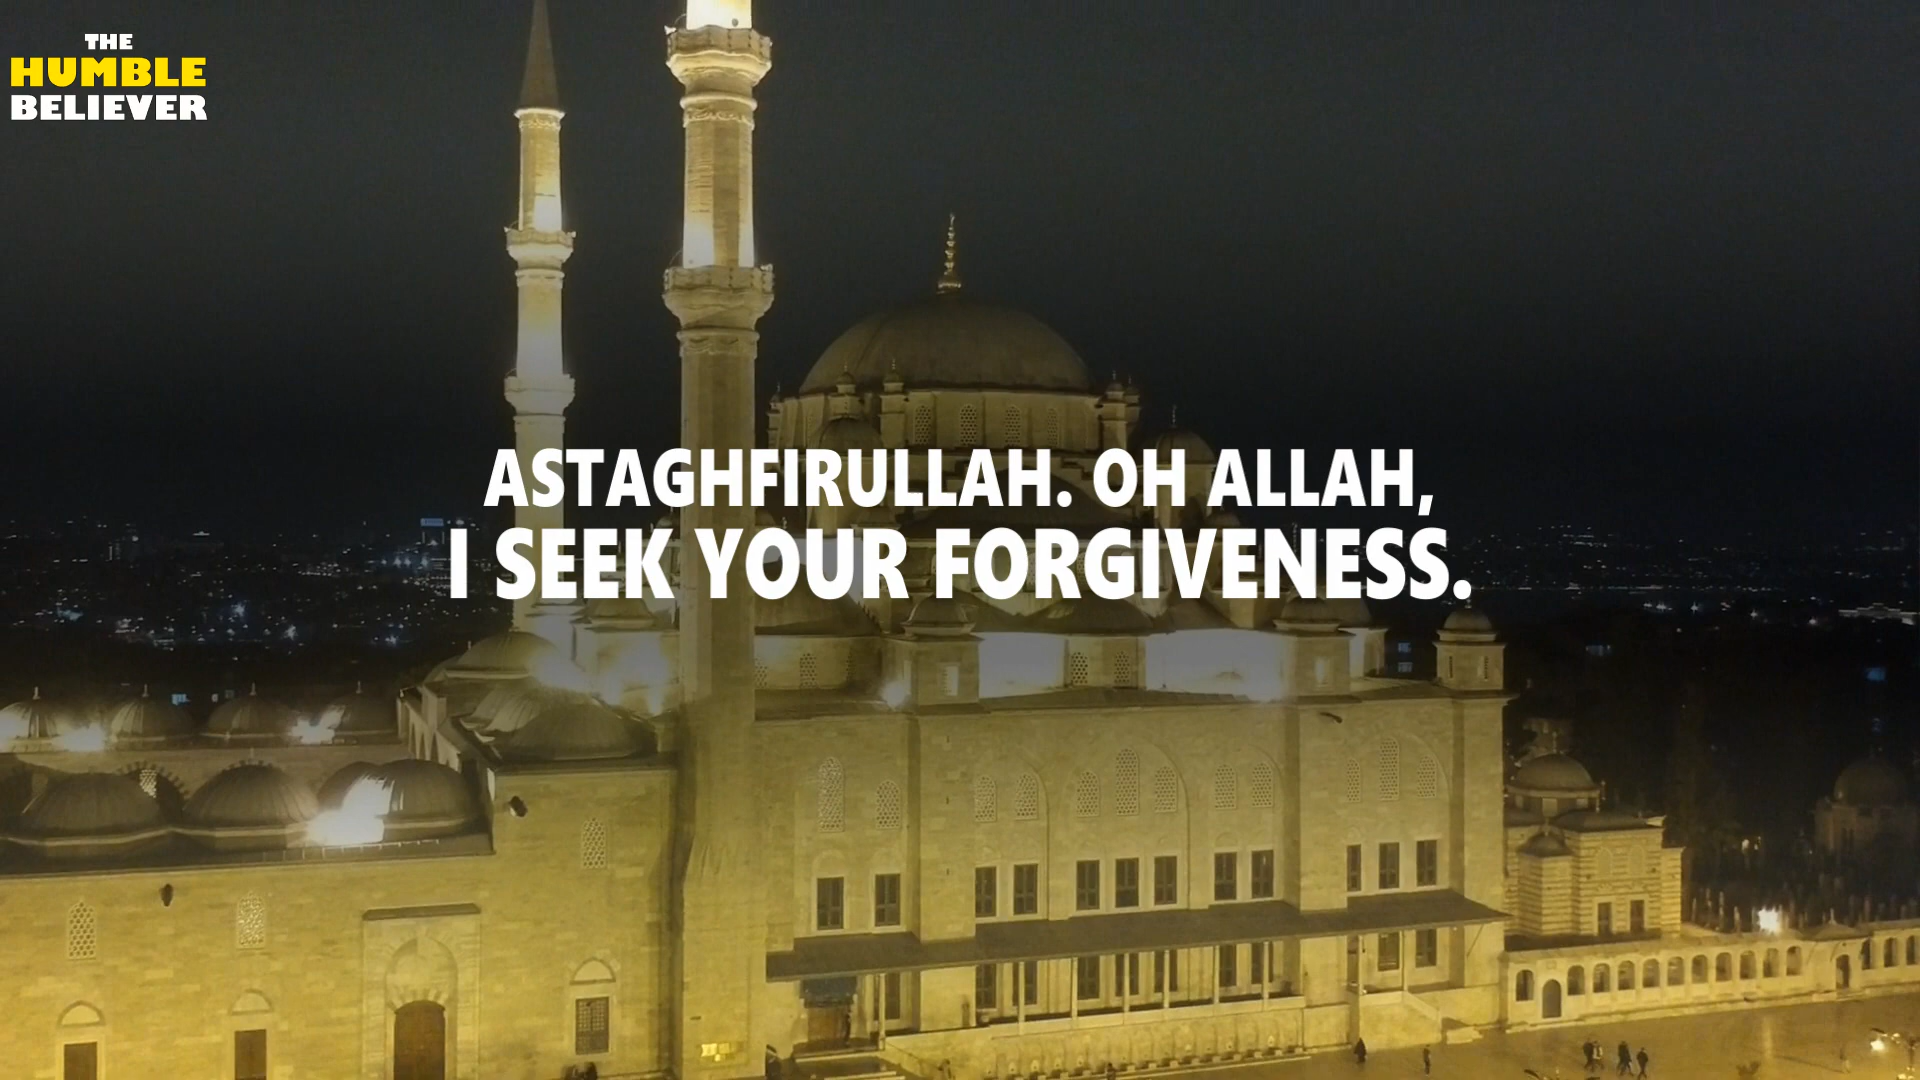 THE
HUMBLE
BELIEVER
ASTAGHFIRULLAH. OH ALLAH,
I SEEK YOUR FORGIVENESS.